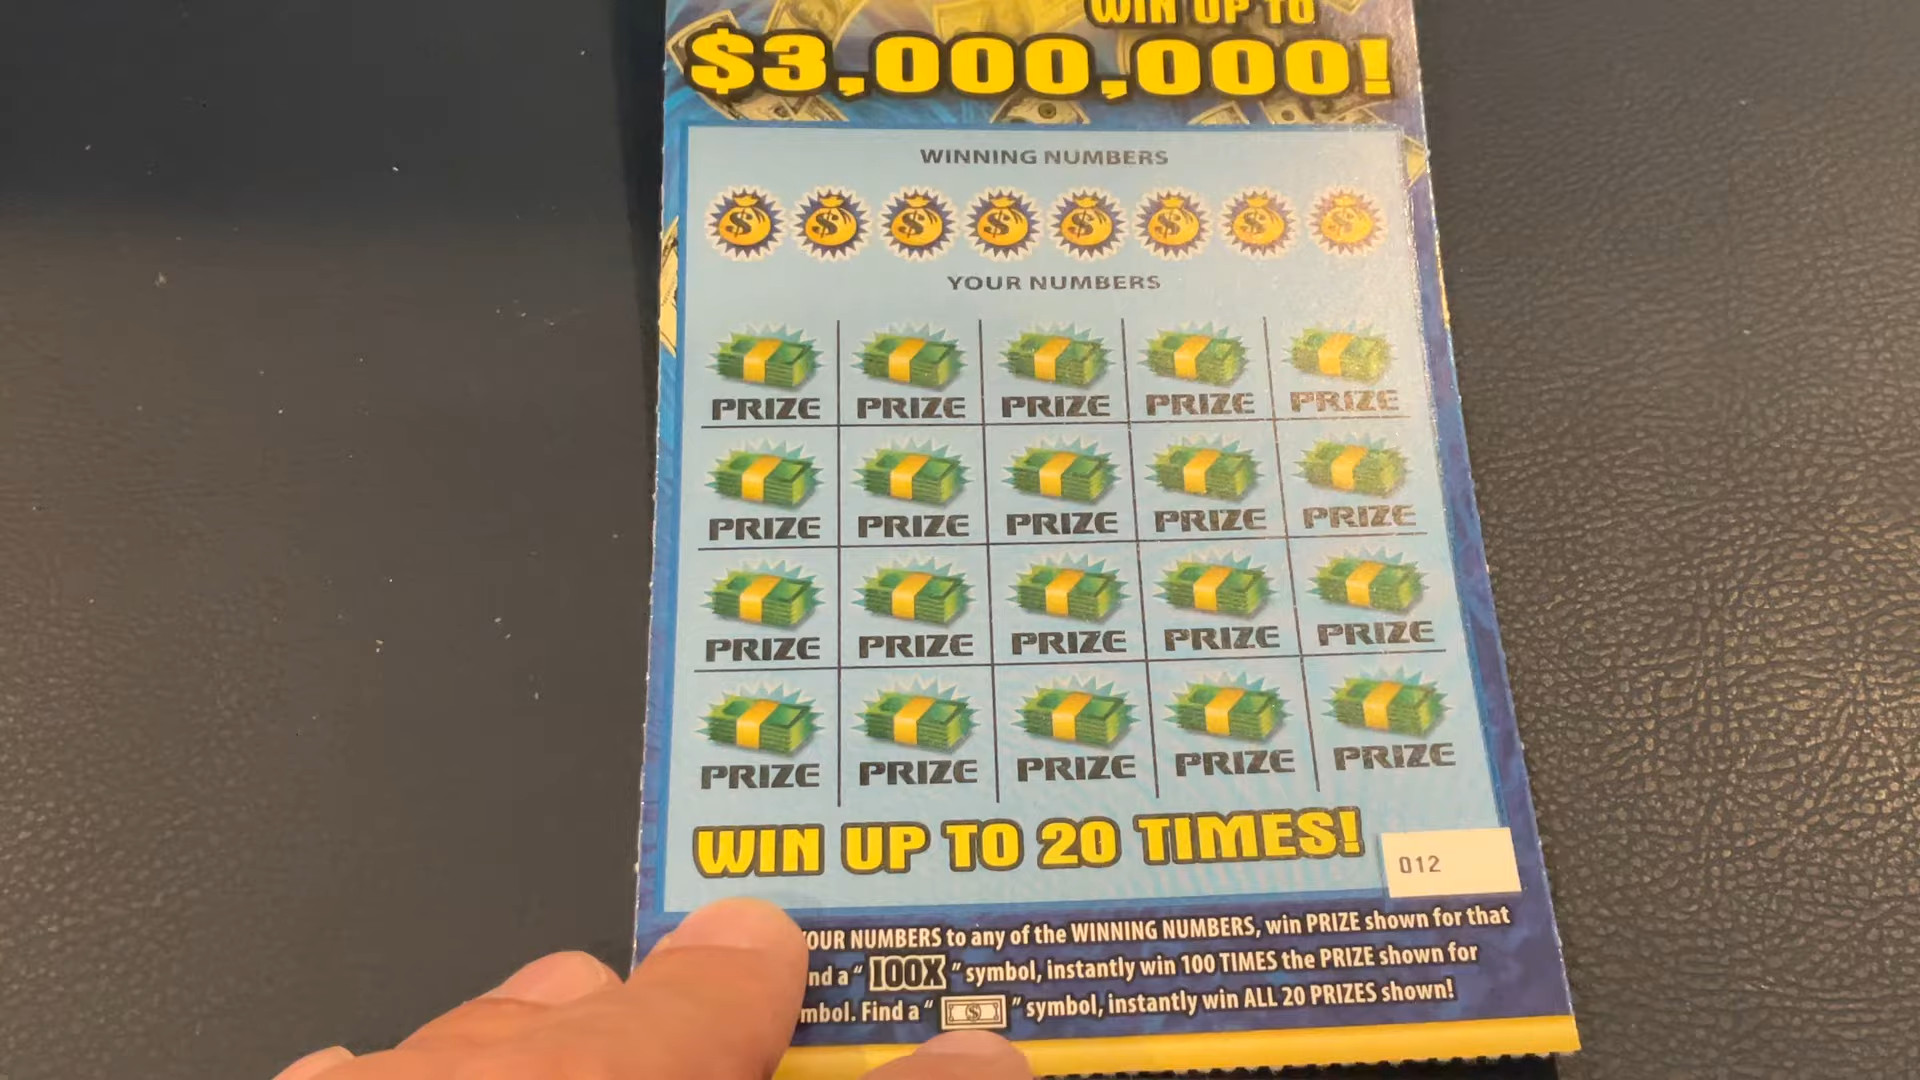 WIN UP TO
$3,000,000!
WINNING NUMBERS
YOUR NUMBERS
PRIZE PRIZE PRIZE PRIZE PRIZE
PRIZE PRIZE PRIZE PRIZE PRIZE
PRIZE PRIZE PRIZE PRIZE PRIZE
PRIZE PRIZE PRIZE PRIZE PRIZE
WIN UP TO 20 TIMES!
012
YOUR NUMBERS to any of the WINNING NUMBERS, win PRIZE shown for that
a “100X” symbol, instantly win 100 TIMES the PRIZE shown for
Find a “$” symbol, instantly win ALL 20 PRIZES shown!